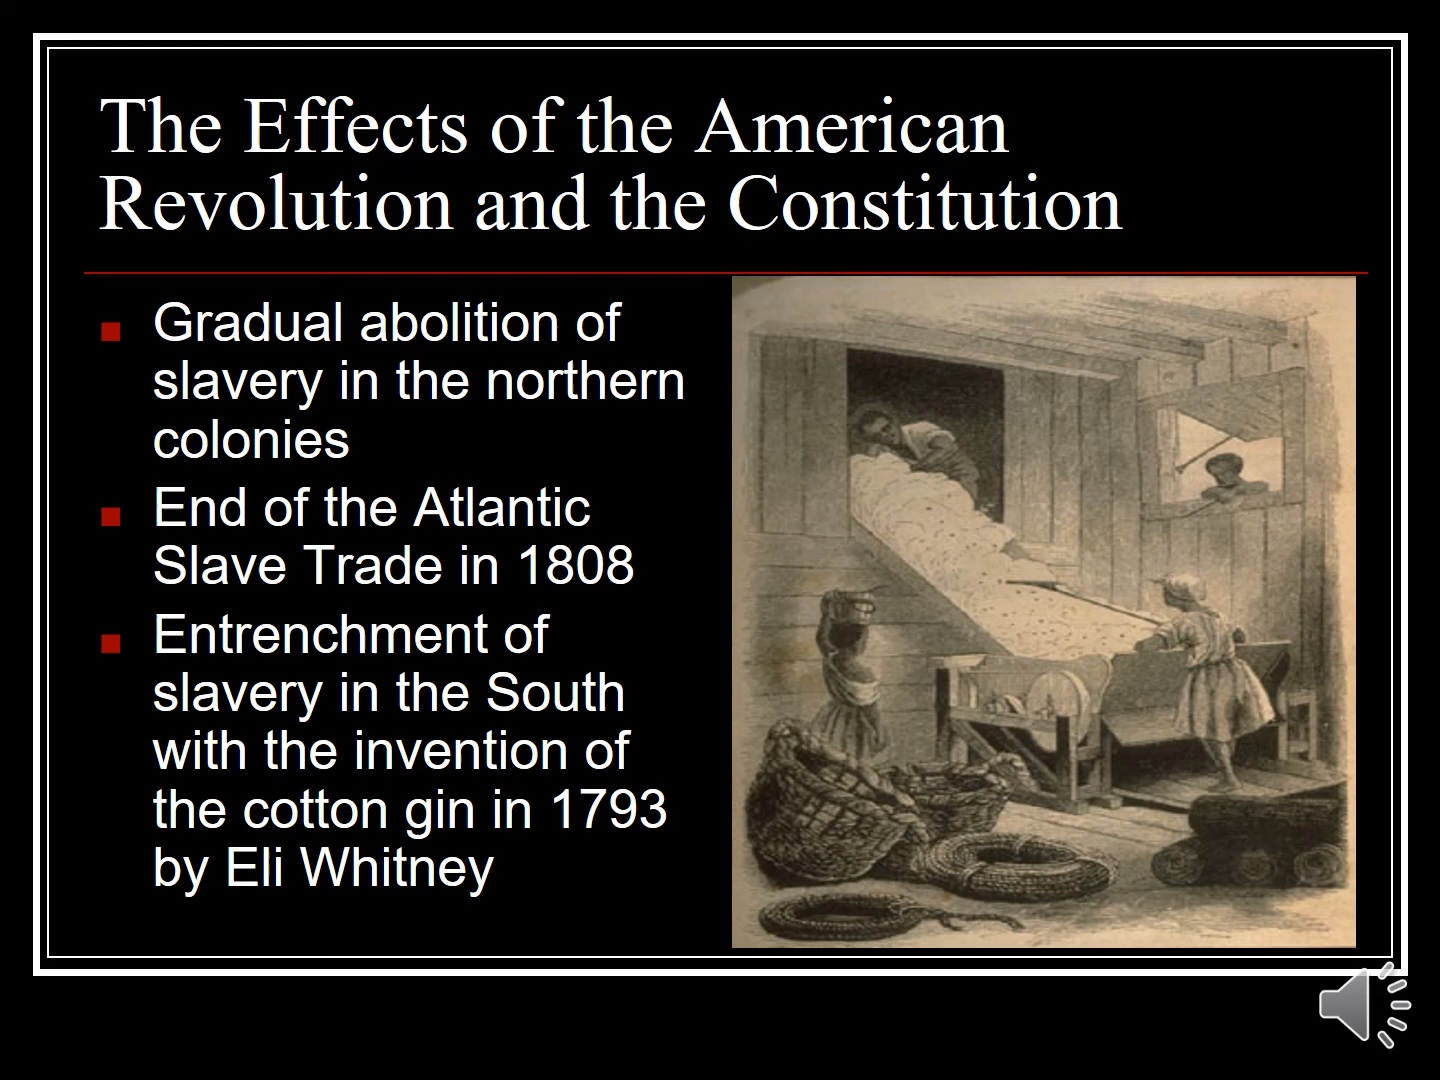 The Effects of the American
Revolution and the Constitution
Gradual abolition of
slavery in the northern
colonies
End of the Atlantic
Slave Trade in 1808
Entrenchment of
slavery in the South
with the invention of
the cotton gin in 1793
by Eli Whitney